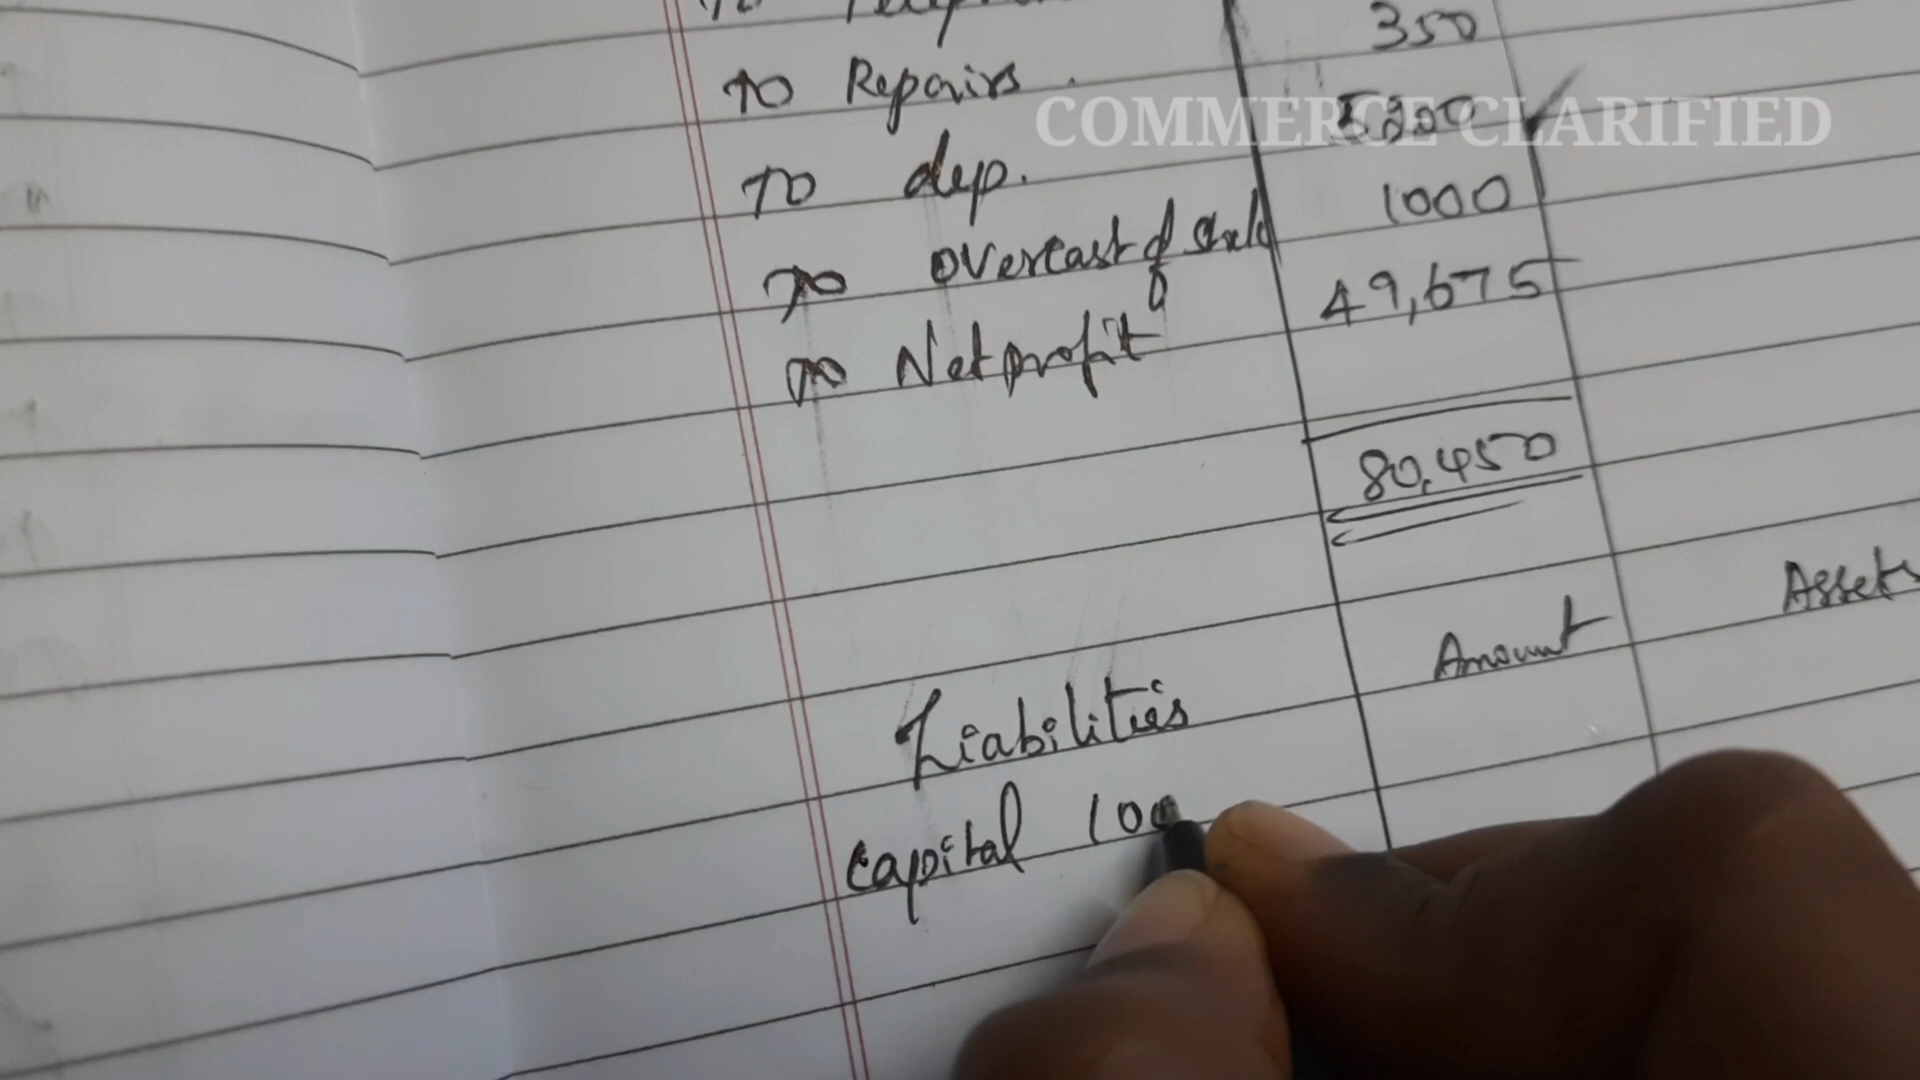 350
To Repairs 5200
To dep. 1000
To overcast of
To Net profit 49,675
80,450
Liabilities Amount Assets
Capital 100
COMMERCE CLARIFIED